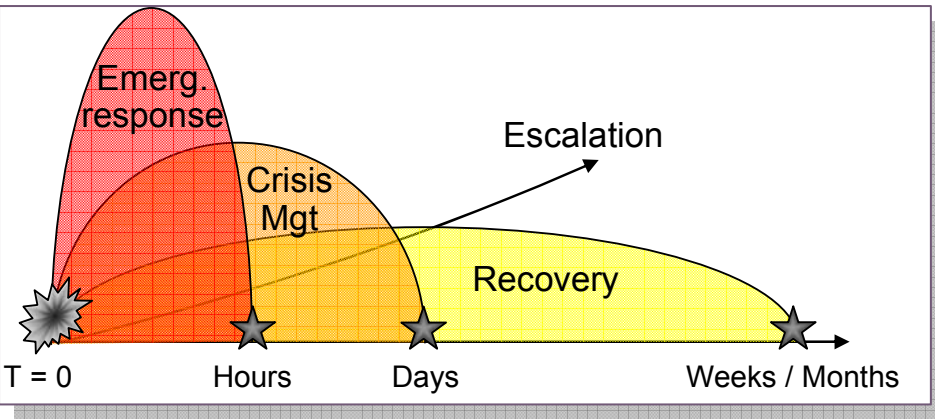 Emerg.
response
Escalation
Crisis
Mgt
Recovery
T = 0
Hours
Days
Weeks / Months